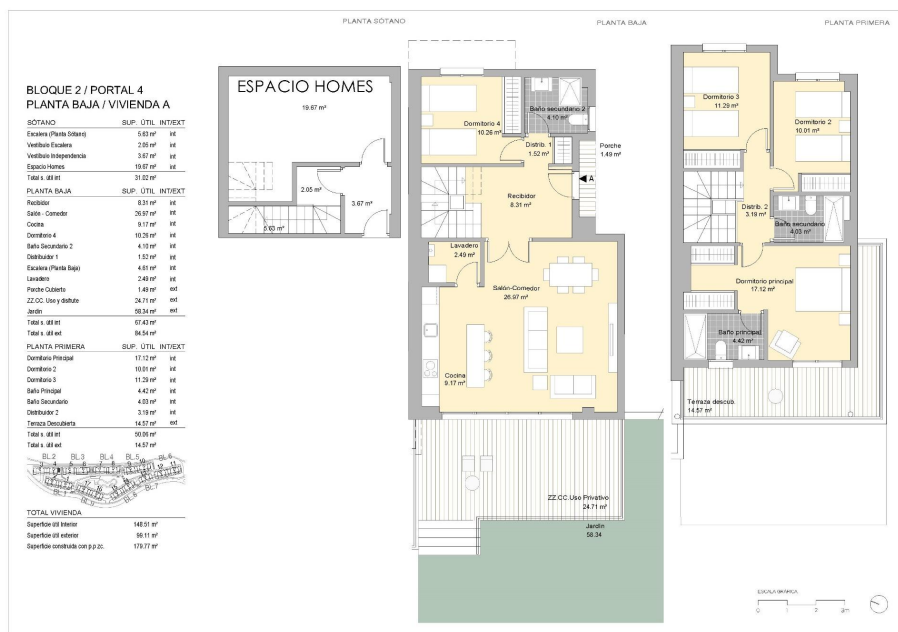 PLANTA SÓTANO
PLANTA BAJA
PLANTA PRIMERA
BLOQUE 2 / PORTAL 4
PLANTA BAJA / VIVIENDA A
SÓTANO SUP. ÚTIL INT/EXT
Escalera (Planta Sótano) 5.63 m² int
Vestíbulo Escalera 2.05 m² int
Vestíbulo Independencia 3.67 m² int
Espacio Homes 19.67 m² int
Total s. útil int 31.02 m²
PLANTA BAJA SUP. ÚTIL INT/EXT
Recibidor 8.31 m² int
Salón - Comedor 26.97 m² int
Cocina 9.17 m² int
Dormitorio 4 10.26 m² int
Baño Secundario 2 4.10 m² int
Distribuidor 1 1.52 m² int
Escalera (Planta Baja) 4.61 m² int
Lavadero 2.49 m² int
Porche Cubierto 1.49 m² ext
ZZ.CC. Uso y disfrute 24.71 m² ext
Jardín 58.34 m² ext
Total s. útil int 67.43 m²
Total s. útil ext 84.54 m²
PLANTA PRIMERA SUP. ÚTIL INT/EXT
Dormitorio Principal 17.12 m² int
Dormitorio 2 10.01 m² int
Dormitorio 3 11.29 m² int
Baño Principal 4.42 m² int
Baño Secundario 4.03 m² int
Distribuidor 2 3.19 m² int
Terraza Descubierta 14.57 m² ext
Total s. útil int 50.06 m²
Total s. útil ext 14.57 m²
BL.2 BL.3 BL.4 BL.5 BL.6
BL.1 BL.9 BL.8 BL.7
TOTAL VIVIENDA
Superficie útil Interior 148.51 m²
Superficie útil exterior 99.11 m²
Superficie construida con p.p zc. 179.77 m²
ESPACIO HOMES
19.67 m²
2.05 m²
3.67 m²
5.63 m²
Dormitorio 4
10.26 m²
Baño secundario 2
4.10 m²
Distrib. 1
1.52 m²
Porche
1.49 m²
A
Recibidor
8.31 m²
Lavadero
2.49 m²
Salón-Comedor
26.97 m²
Cocina
9.17 m²
ZZ.CC.Uso Privativo
24.71 m²
Jardín
58.34
Dormitorio 3
11.29 m²
Dormitorio 2
10.01 m²
Distrib. 2
3.19 m²
Baño secundario
4.03 m²
Dormitorio principal
17.12 m²
Baño principal
4.42 m²
Terraza descub.
14.57 m²
ESCALA GRÁFICA
0 1 2 3m